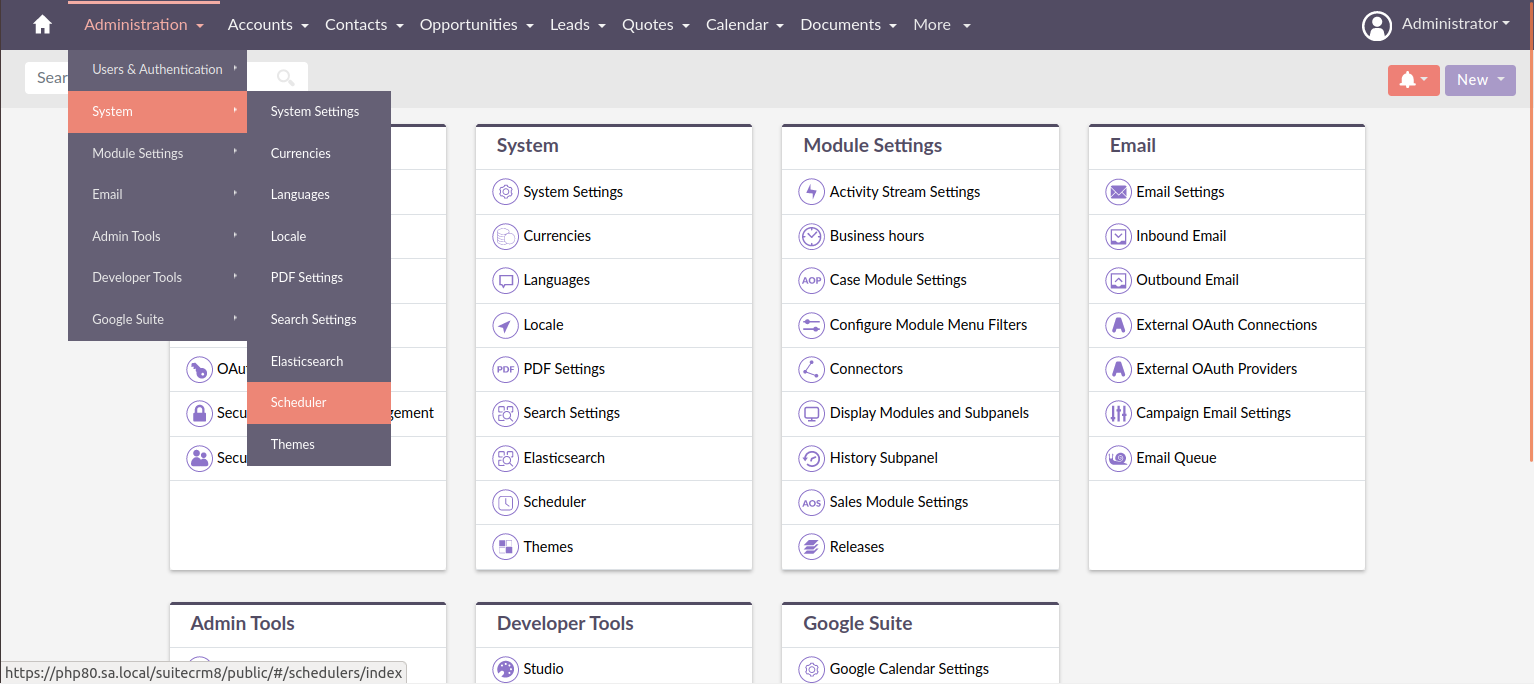 Administration Accounts Contacts Opportunities Leads Quotes Calendar Documents More Administrator
Sear
New
Users & Authentication
System
Module Settings
Email
Admin Tools
Developer Tools
Google Suite
System Settings
Currencies
Languages
Locale
PDF Settings
Search Settings
Elasticsearch
Scheduler
Themes
OAu
Secu gement
Secu
System
System Settings
Currencies
Languages
Locale
PDF PDF Settings
Search Settings
Elasticsearch
Scheduler
Themes
Module Settings
Activity Stream Settings
Business hours
AOP Case Module Settings
Configure Module Menu Filters
Connectors
Display Modules and Subpanels
History Subpanel
AOS Sales Module Settings
Releases
Email
Email Settings
Inbound Email
Outbound Email
External OAuth Connections
External OAuth Providers
Campaign Email Settings
Email Queue
Admin Tools
Developer Tools
Studio
Google Suite
Google Calendar Settings
https://php80.sa.local/suitecrm8/public/#/schedulers/index